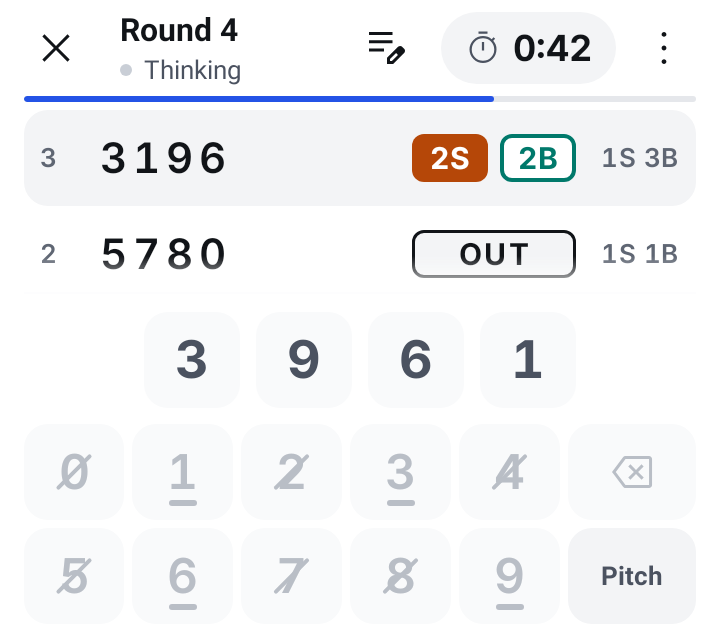 Round 4
0:42
Thinking
3 3196 2S 2B 1S 3B
2 5780 OUT 1S 1B
3 9 6 1
0 1 2 3 4
5 6 7 8 9 Pitch